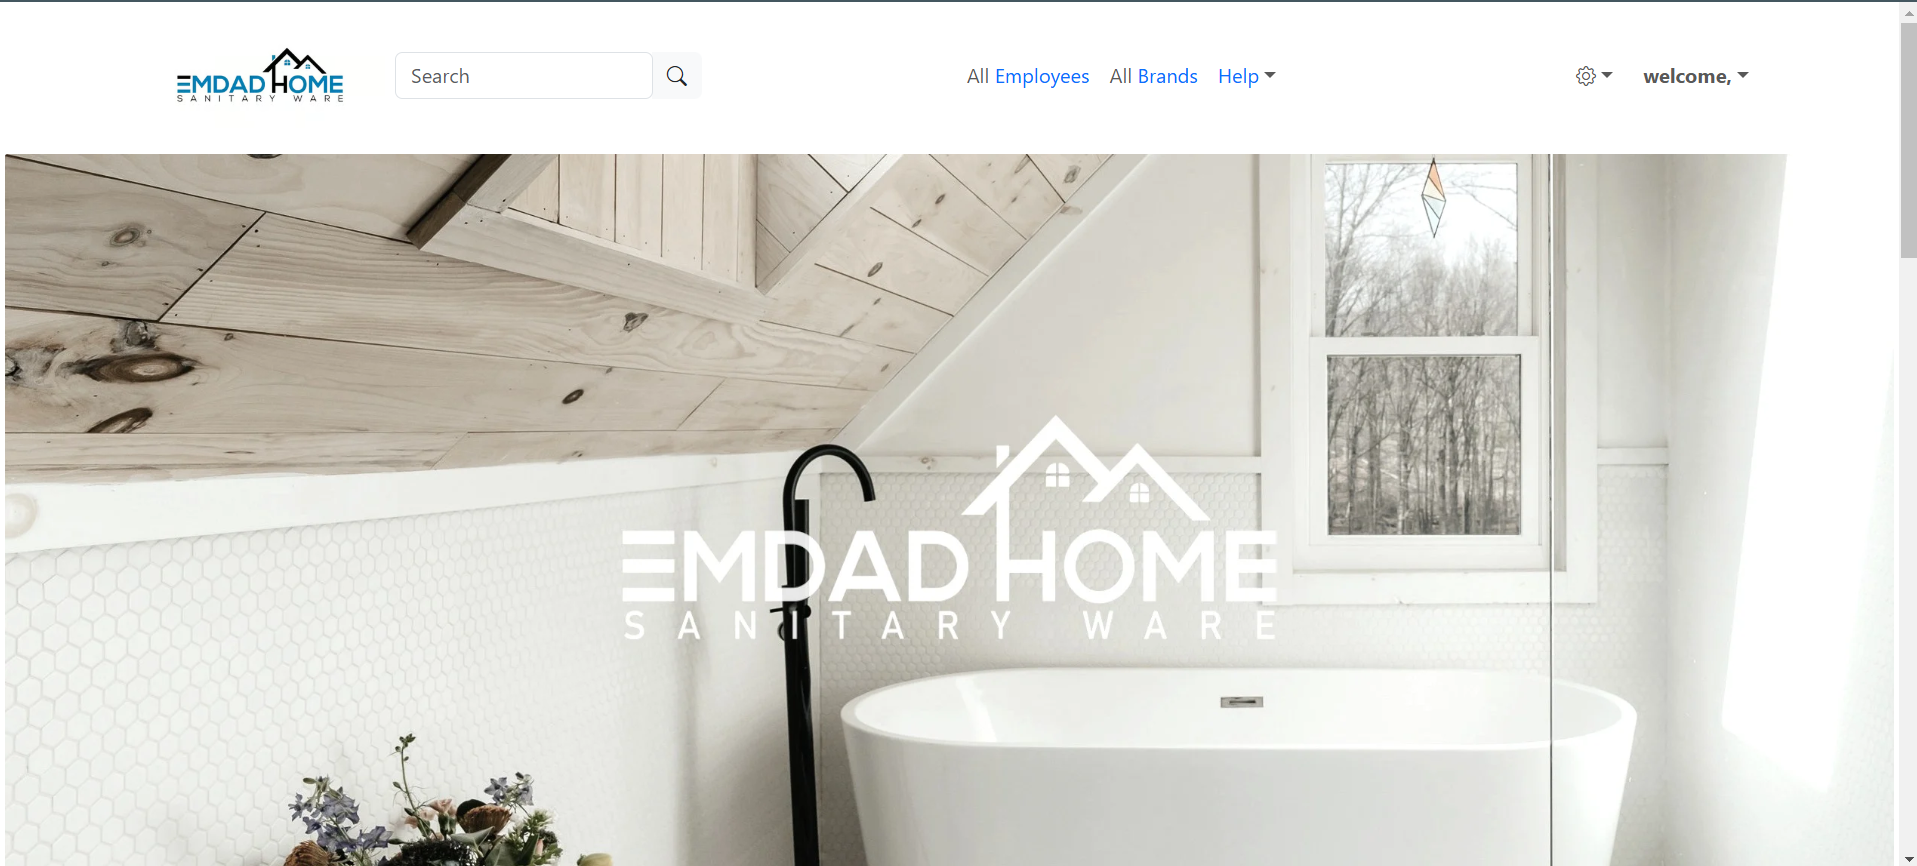 EMDAD HOME
SANITARY WARE
Search
All Employees
All Brands
Help
welcome,
EMDAD HOME
SANITARY WARE